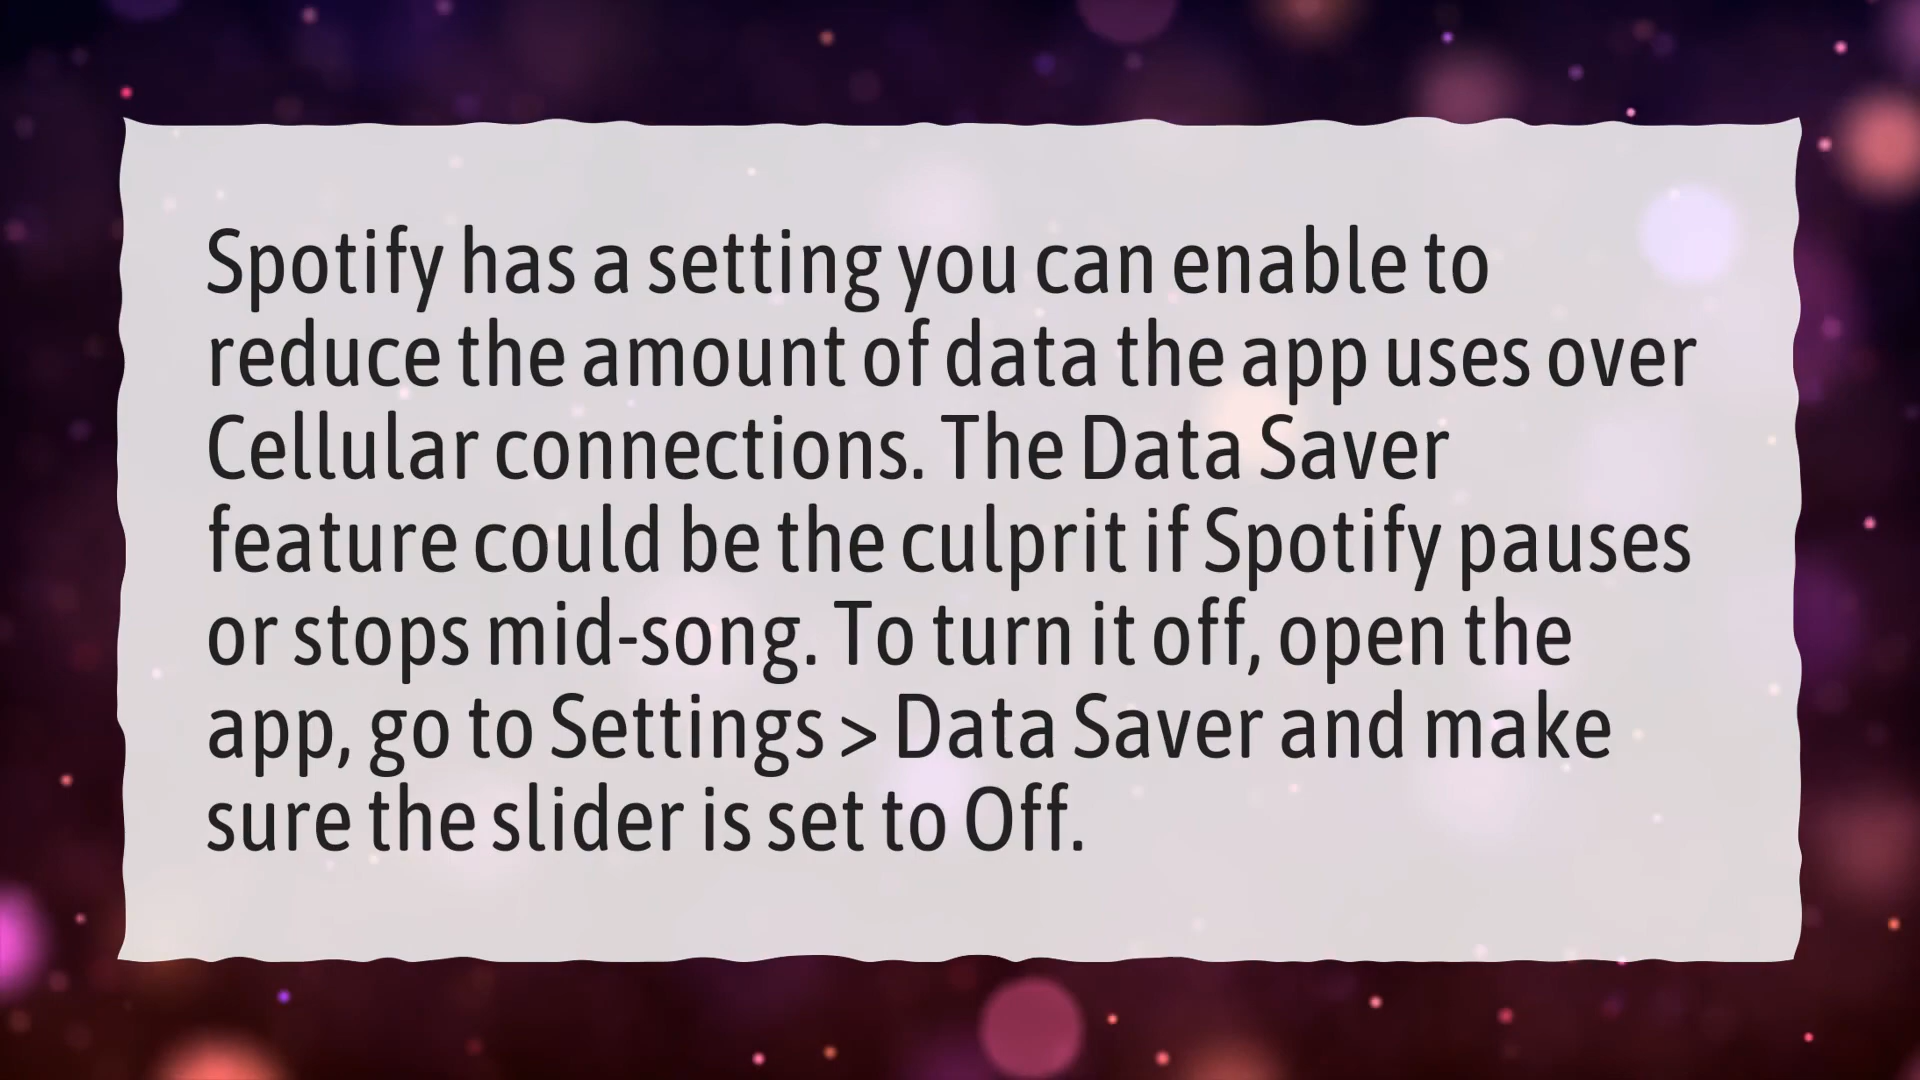 Spotify has a setting you can enable to
reduce the amount of data the app uses over
Cellular connections. The Data Saver
feature could be the culprit if Spotify pauses
or stops mid-song. To turn it off, open the
app, go to Settings > Data Saver and make
sure the slider is set to Off.